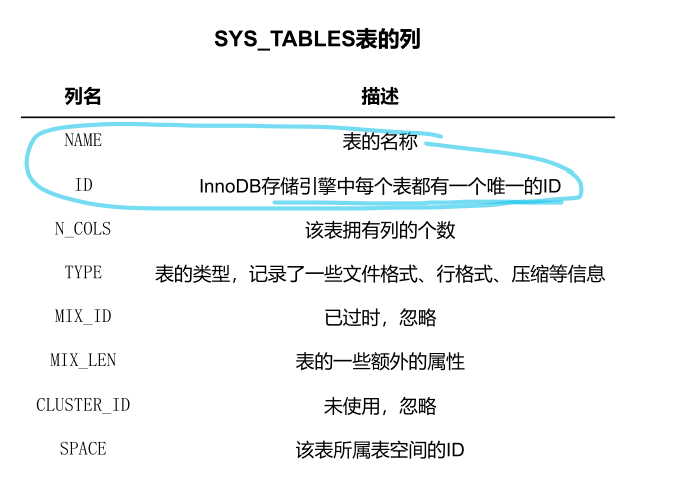 SYS_TABLES表的列
列名 描述
NAME 表的名称
ID InnoDB存储引擎中每个表都有一个唯一的ID
N_COLS 该表拥有列的个数
TYPE 表的类型，记录了一些文件格式、行格式、压缩等信息
MIX_ID 已过时，忽略
MIX_LEN 表的一些额外的属性
CLUSTER_ID 未使用，忽略
SPACE 该表所属表空间的ID